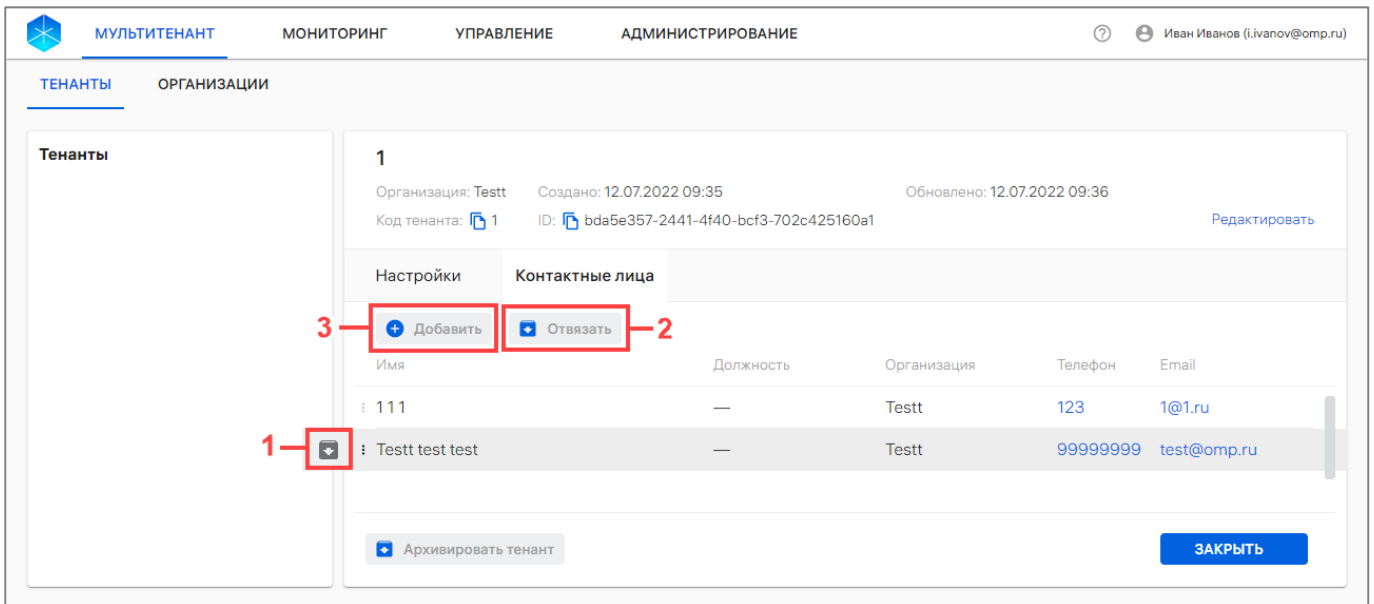 МУЛЬТИТЕНАНТ МОНИТОРИНГ УПРАВЛЕНИЕ АДМИНИСТРИРОВАНИЕ Иван Иванов (i.ivanov@omp.ru)
ТЕНАНТЫ ОРГАНИЗАЦИИ
Тенанты
1
Организация: Testt Создано: 12.07.2022 09:35 Обновлено: 12.07.2022 09:36
Код тенанта: 1 ID: bda5e357-2441-4f40-bcf3-702c425160a1 Редактировать
Настройки Контактные лица
3 Добавить Отвязать 2
Имя Должность Организация Телефон Email
111 — Testt 123 1@1.ru
1 Testt test test — Testt 99999999 test@omp.ru
Архивировать тенант ЗАКРЫТЬ